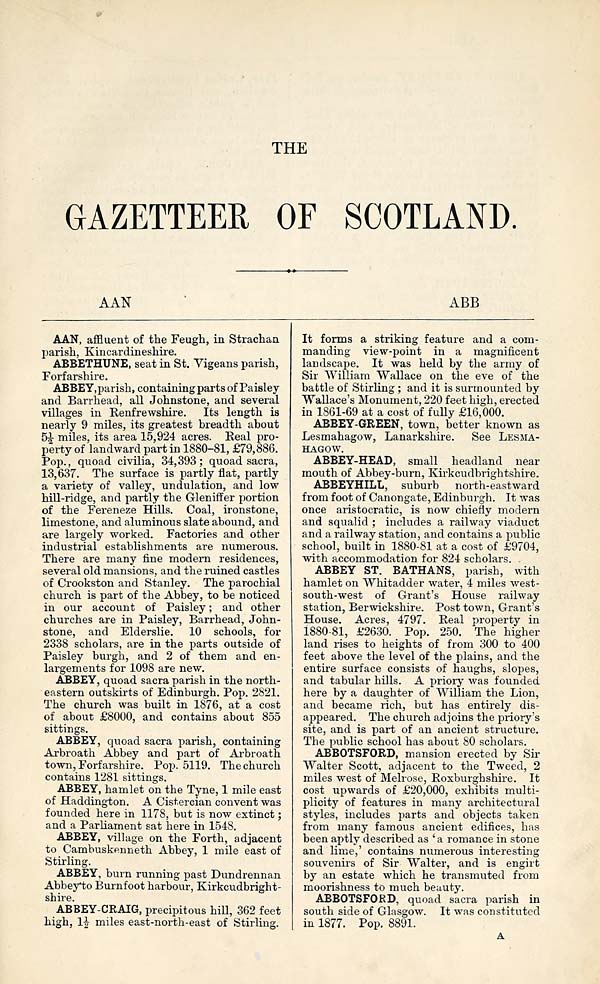 THE
GAZETTEER OF SCOTLAND.
AAN
ABB
AAN, affluent of the Feugh, in Strachan
parish, Kincardineshire.
ABBETHUNE, seat in St. Vigeans parish,
Forfarshire.
ABBEY, parish, containing parts of Paisley
and Barrhead, all Johnstone, and several
villages in Renfrewshire. Its length is
nearly 9 miles, its greatest breadth about
5½ miles, its area 15,924 acres. Real pro-
perty of landward part in 1880-81, £79,886.
Pop., quoad civilia, 34,393; quoad sacra,
13,637. The surface is partly flat, partly
a variety of valley, undulation, and low
hill-ridge, and partly the Gleniffer portion
of the Fereneze Hills. Coal, ironstone,
limestone, and aluminous slate abound, and
are largely worked. Factories and other
industrial establishments are numerous.
There are many fine modern residences,
several old mansions, and the ruined castles
of Crookston and Stanley. The parochial
church is part of the Abbey, to be noticed
in our account of Paisley; and other
churches are in Paisley, Barrhead, John-
stone, and Elderslie. 10 schools, for
2338 scholars, are in the parts outside of
Paisley burgh, and 2 of them and en-
largements for 1098 are new.
ABBEY, quoad sacra parish in the north-
eastern outskirts of Edinburgh. Pop. 2821.
The church was built in 1876, at a cost
of about £8000, and contains about 855
sittings.
ABBEY, quoad sacra parish, containing
Arbroath Abbey and part of Arbroath
town, Forfarshire. Pop. 5119. The church
contains 1281 sittings.
ABBEY, hamlet on the Tyne, 1 mile east
of Haddington. A Cistercian convent was
founded here in 1178, but is now extinct;
and a Parliament sat here in 1548.
ABBEY, village on the Forth, adjacent
to Cambuskenneth Abbey, 1 mile east of
Stirling.
ABBEY, burn running past Dundrennan
Abbey to Burnfoot harbour, Kirkcudbright-
shire.
ABBEY-CRAIG, precipitous hill, 362 feet
high, 1½ miles east-north-east of Stirling.
It forms a striking feature and a com-
manding view-point in a magnificent
landscape. It was held by the army of
Sir William Wallace on the eve of the
battle of Stirling; and it is surmounted by
Wallace's Monument, 220 feet high, erected
in 1861-69 at a cost of fully £16,000.
ABBEY-GREEN, town, better known as
Lesmahagow, Lanarkshire. See LESMA-
HAGOW.
ABBEY-HEAD, small headland near
mouth of Abbey-burn, Kirkcudbrightshire.
ABBEYHILL, suburb north-eastward
from foot of Canongate, Edinburgh. It was
once aristocratic, is now chiefly modern
and squalid; includes a railway viaduct
and a railway station, and contains a public
school, built in 1880-81 at a cost of £9704,
with accommodation for 824 scholars.
ABBEY ST. BATHANS, parish, with
hamlet on Whitadder water, 4 miles west-
south-west of Grant's House railway
station, Berwickshire. Post town, Grant's
House. Acres, 4797. Real property in
1880-81, £2630. Pop. 250. The higher
land rises to heights of from 300 to 400
feet above the level of the plains, and the
entire surface consists of haughs, slopes,
and tabular hills. A priory was founded
here by a daughter of William the Lion,
and became rich, but has entirely dis-
appeared. The church adjoins the priory's
site, and is part of an ancient structure.
The public school has about 80 scholars.
ABBOTSFORD, mansion erected by Sir
Walter Scott, adjacent to the Tweed, 2
miles west of Melrose, Roxburghshire. It
cost upwards of £20,000, exhibits multi-
plicity of features in many architectural
styles, includes parts and objects taken
from many famous ancient edifices, has
been aptly described as 'a romance in stone
and lime,' contains numerous interesting
souvenirs of Sir Walter, and is engirt
by an estate which he transmuted from
moorishness to much beauty.
ABBOTSFORD, quoad sacra parish in
south side of Glasgow. It was constituted
in 1877. Pop. 8891.
A